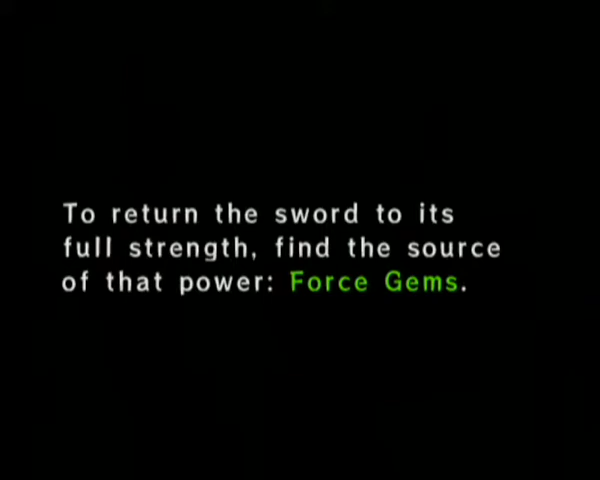 To return the sword to its
full strength, find the source
of that power: Force Gems.